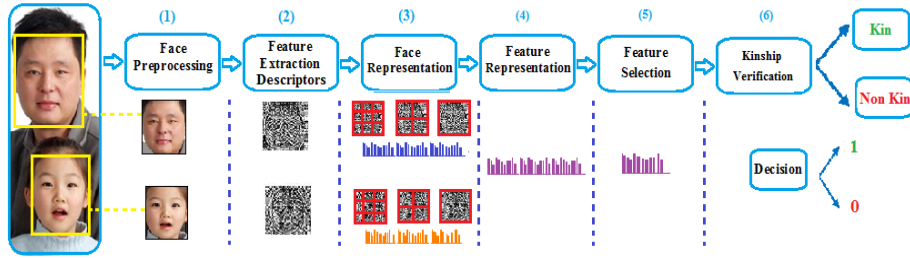 (1)
(2)
(3)
(4)
(5)
(6)
Face
Preprocessing
Feature
Extraction
Descriptors
Face
Representation
Feature
Representation
Feature
Selection
Kinship
Verification
Kin
Non Kin
Decision
1
0